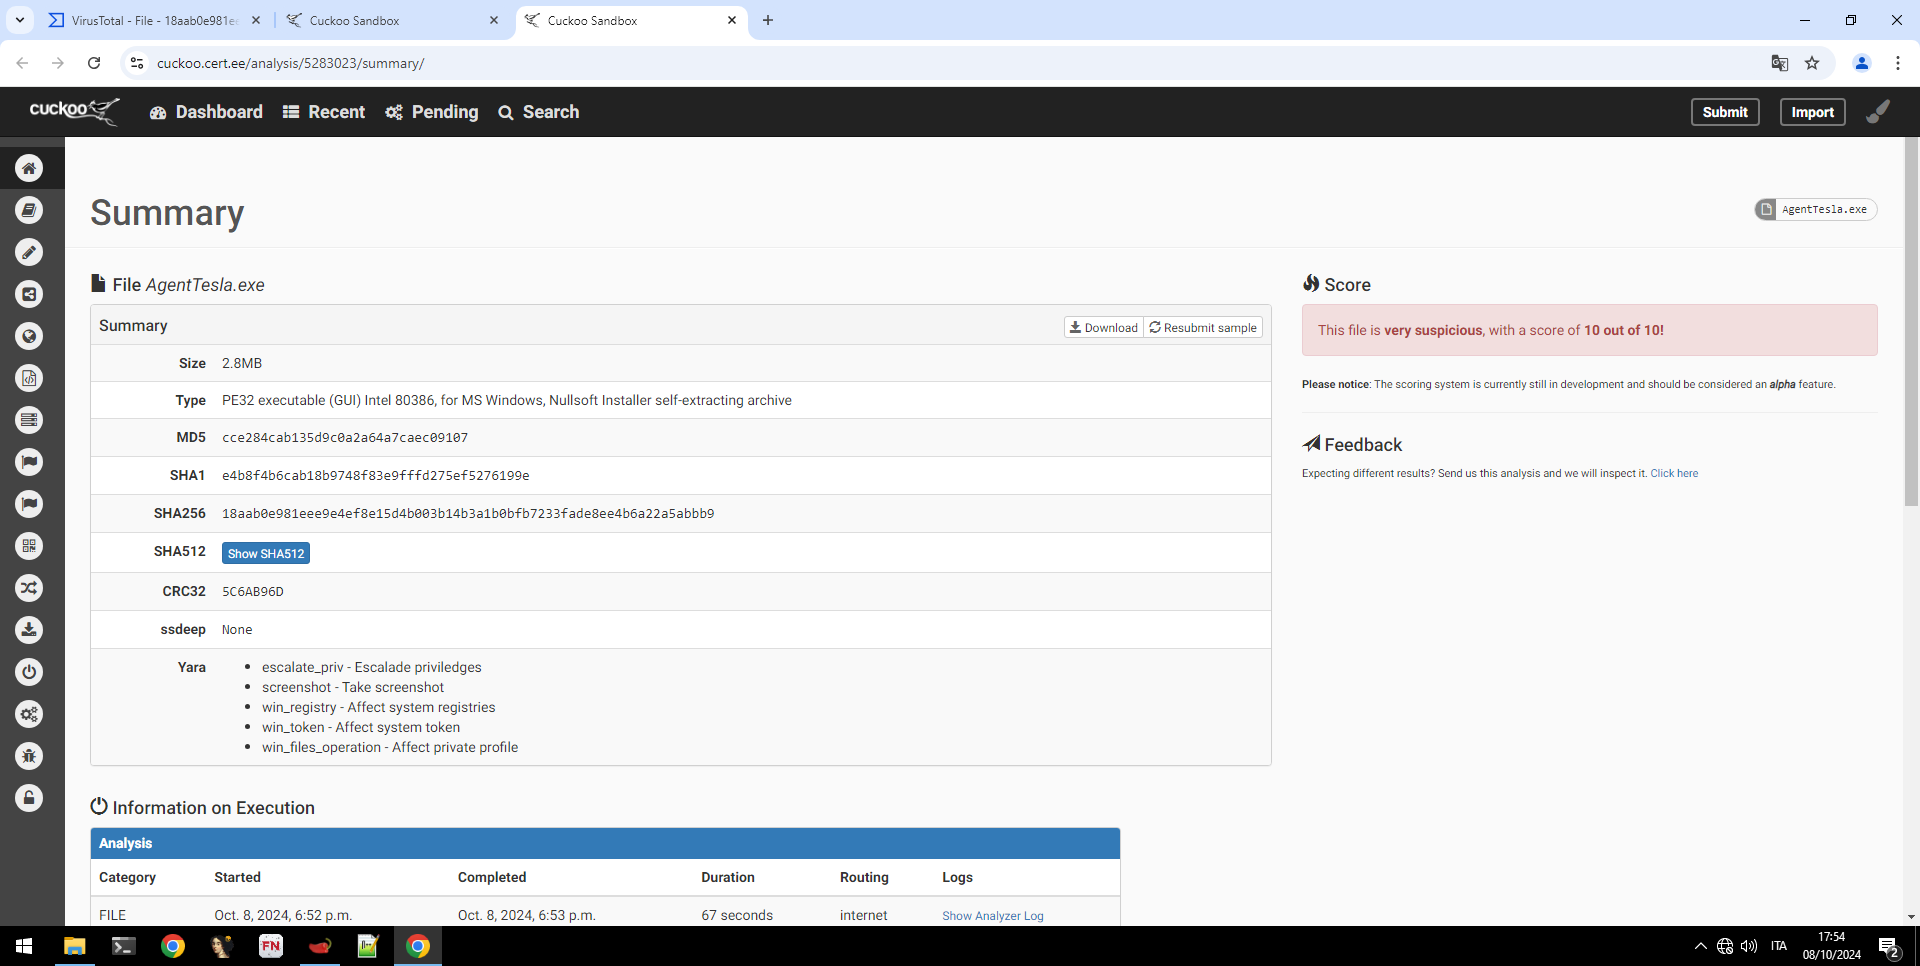 VirusTotal - File - 18aab0e981e
Cuckoo Sandbox
Cuckoo Sandbox
cuckoo.cert.ee/analysis/5283023/summary/
cuckoo
Dashboard
Recent
Pending
Search
Submit
Import
Summary
AgentTesla.exe
File AgentTesla.exe
Summary
Download
Resubmit sample
Size 2.8MB
Type PE32 executable (GUI) Intel 80386, for MS Windows, Nullsoft Installer self-extracting archive
MD5 cce284cab135d9c0a2a64a7caec09107
SHA1 e4b8f4b6cab18b9748f83e9fffd275ef5276199e
SHA256 18aab0e981eee9e4ef8e15d4b003b14b3a1b0bfb7233fade8ee4b6a22a5abbb9
SHA512 Show SHA512
CRC32 5C6AB96D
ssdeep None
Yara
• escalate_priv - Escalade priviledges
• screenshot - Take screenshot
• win_registry - Affect system registries
• win_token - Affect system token
• win_files_operation - Affect private profile
Score
This file is very suspicious, with a score of 10 out of 10!
Please notice: The scoring system is currently still in development and should be considered an alpha feature.
Feedback
Expecting different results? Send us this analysis and we will inspect it. Click here
Information on Execution
Analysis
Category Started Completed Duration Routing Logs
FILE Oct. 8, 2024, 6:52 p.m. Oct. 8, 2024, 6:53 p.m. 67 seconds internet Show Analyzer Log
FN
ITA
17:54
08/10/2024
2